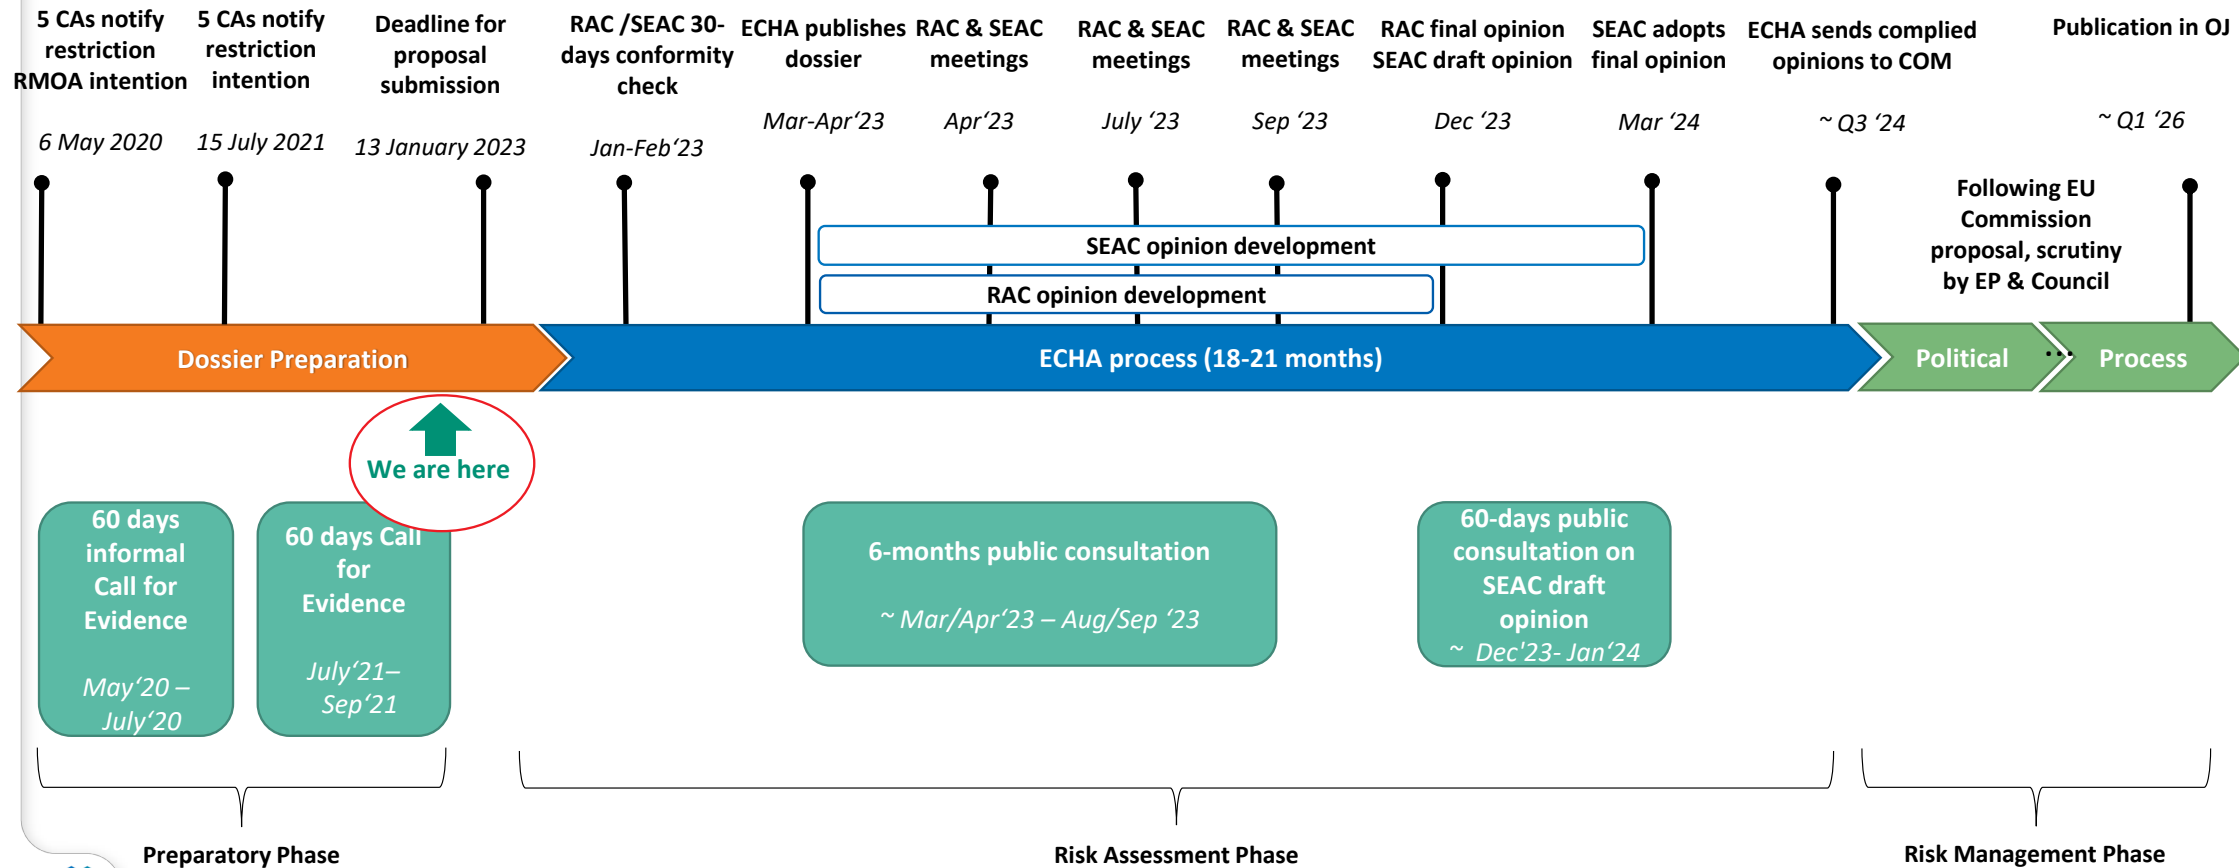 5 CAs notify
restriction
RMOA intention
6 May 2020
5 CAs notify
restriction
intention
15 July 2021
Deadline for
proposal
submission
13 January 2023
RAC /SEAC 30-
days conformity
check
Jan-Feb‘23
ECHA publishes
dossier
Mar-Apr‘23
RAC & SEAC
meetings
Apr‘23
RAC & SEAC
meetings
July ‘23
RAC & SEAC
meetings
Sep ‘23
RAC final opinion
SEAC draft opinion
Dec ‘23
SEAC adopts
final opinion
Mar ‘24
ECHA sends complied
opinions to COM
~ Q3 ‘24
Publication in OJ
~ Q1 ‘26
Following EU
Commission
proposal, scrutiny
by EP & Council
SEAC opinion development
RAC opinion development
Dossier Preparation
ECHA process (18-21 months)
Political
...
Process
We are here
60 days
informal
Call for
Evidence
May‘20 –
July‘20
60 days Call
for
Evidence
July‘21–
Sep‘21
6-months public consultation
~ Mar/Apr‘23 – Aug/Sep ‘23
60-days public
consultation on
SEAC draft
opinion
~ Dec'23- Jan‘24
Preparatory Phase
Risk Assessment Phase
Risk Management Phase